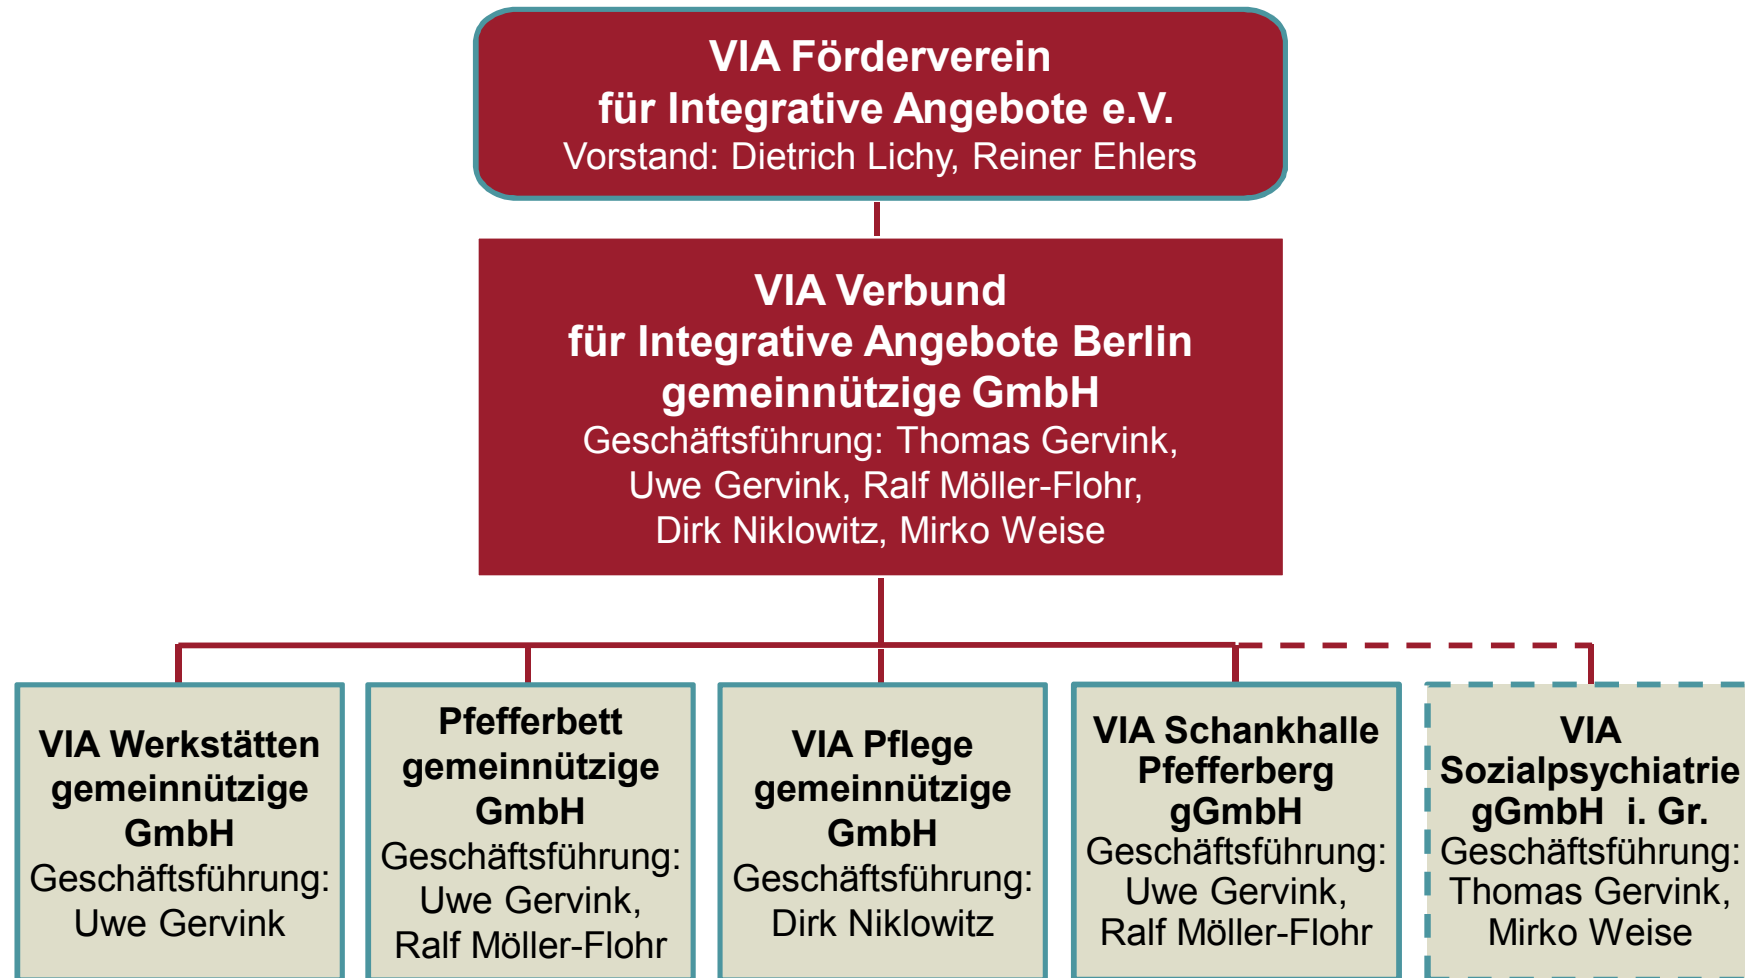 VIA Förderverein
für Integrative Angebote e.V.
Vorstand: Dietrich Lichy, Reiner Ehlers
VIA Verbund
für Integrative Angebote Berlin
gemeinnützige GmbH
Geschäftsführung: Thomas Gervink,
Uwe Gervink, Ralf Möller-Flohr,
Dirk Niklowitz, Mirko Weise
VIA Werkstätten
gemeinnützige
GmbH
Geschäftsführung:
Uwe Gervink
Pfefferbett
gemeinnützige
GmbH
Geschäftsführung:
Uwe Gervink,
Ralf Möller-Flohr
VIA Pflege
gemeinnützige
GmbH
Geschäftsführung:
Dirk Niklowitz
VIA Schankhalle
Pfefferberg
gGmbH
Geschäftsführung:
Uwe Gervink,
Ralf Möller-Flohr
VIA
Sozialpsychiatrie
gGmbH i. Gr.
Geschäftsführung:
Thomas Gervink,
Mirko Weise